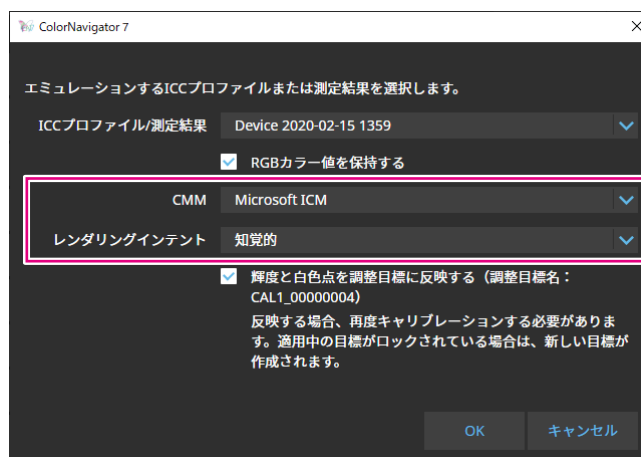 ColorNavigator 7
エミュレーションするICCプロファイルまたは測定結果を選択します。
ICCプロファイル/測定結果 Device 2020-02-15 1359
RGBカラー値を保持する
CMM Microsoft ICM
レンダリングインテント 知覚的
輝度と白色点を調整目標に反映する（調整目標名：
CAL1_00000004）
反映する場合、再度キャリブレーションする必要がありま
す。適用中の目標がロックされている場合は、新しい目標が
作成されます。
OK キャンセル